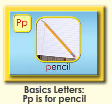 Pp
pencil
Basics Letters:
Pp is for pencil